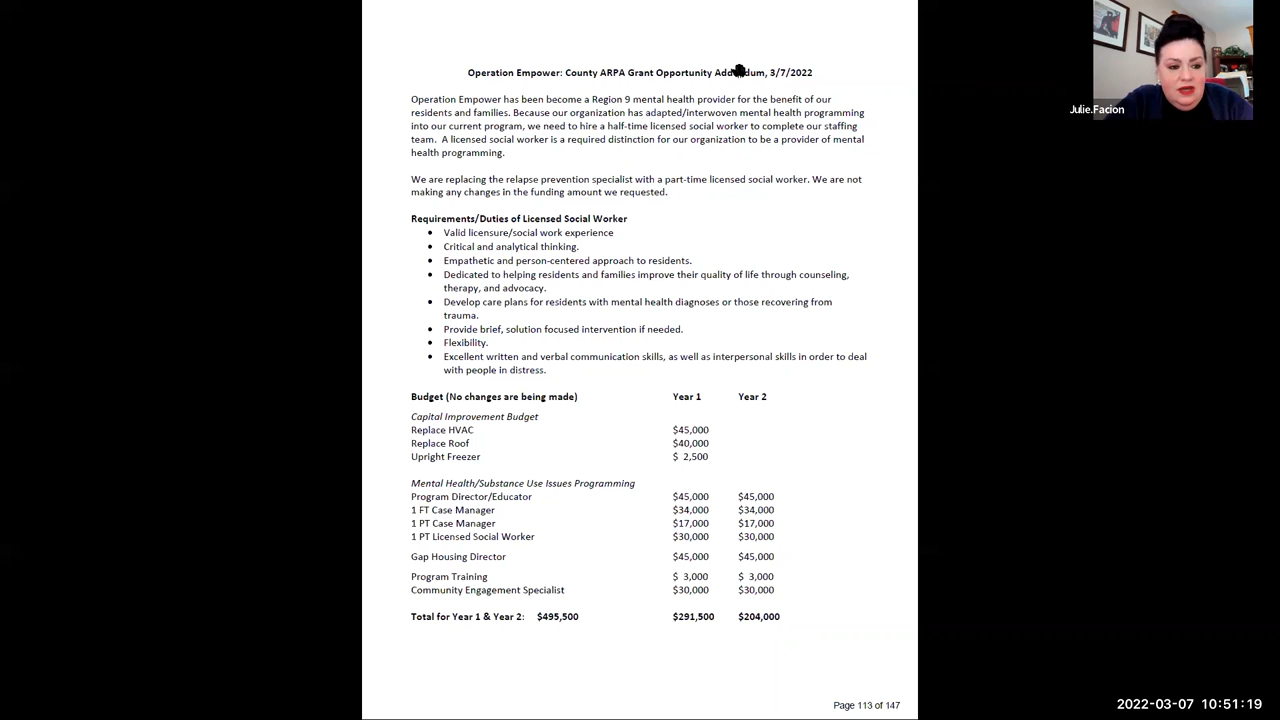 Operation Empower: County ARPA Grant Opportunity Addendum, 3/7/2022
Operation Empower has been become a Region 9 mental health provider for the benefit of our
residents and families. Because our organization has adapted/interwoven mental health programming
into our current program, we need to hire a half-time licensed social worker to complete our staffing
team. A licensed social worker is a required distinction for our organization to be a provider of mental
health programming.
We are replacing the relapse prevention specialist with a part-time licensed social worker. We are not
making any changes in the funding amount we requested.
Requirements/Duties of Licensed Social Worker
• Valid licensure/social work experience
• Critical and analytical thinking.
• Empathetic and person-centered approach to residents.
• Dedicated to helping residents and families improve their quality of life through counseling,
therapy, and advocacy.
• Develop care plans for residents with mental health diagnoses or those recovering from
trauma.
• Provide brief, solution focused intervention if needed.
• Flexibility.
• Excellent written and verbal communication skills, as well as interpersonal skills in order to deal
with people in distress.
Budget (No changes are being made) Year 1 Year 2
Capital Improvement Budget
Replace HVAC $45,000
Replace Roof $40,000
Upright Freezer $ 2,500
Mental Health/Substance Use Issues Programming
Program Director/Educator $45,000 $45,000
1 FT Case Manager $34,000 $34,000
1 PT Case Manager $17,000 $17,000
1 PT Licensed Social Worker $30,000 $30,000
Gap Housing Director $45,000 $45,000
Program Training $ 3,000 $ 3,000
Community Engagement Specialist $30,000 $30,000
Total for Year 1 & Year 2: $495,500 $291,500 $204,000
Page 113 of 147
Julie.Facion
2022-03-07 10:51:19